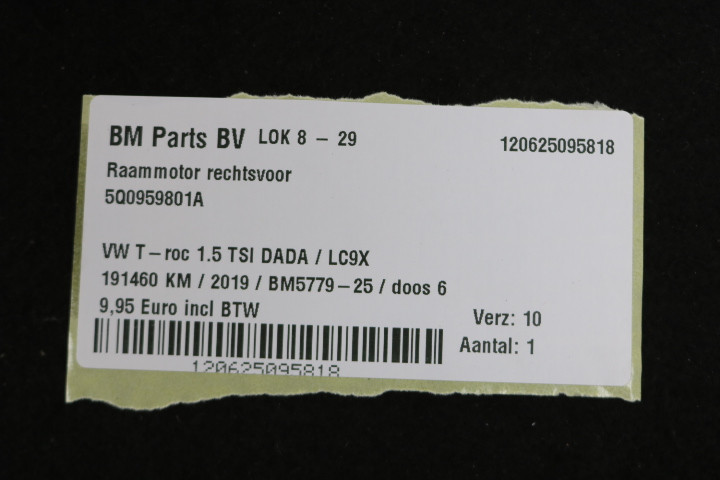 BM Parts BV LOK 8 - 29 120625095818
Raammotor rechtsvoor
5Q0959801A
VW T-roc 1.5 TSI DADA / LC9X
191460 KM / 2019 / BM5779-25 / doos 6
9,95 Euro incl BTW
Verz: 10
Aantal: 1
120625095818